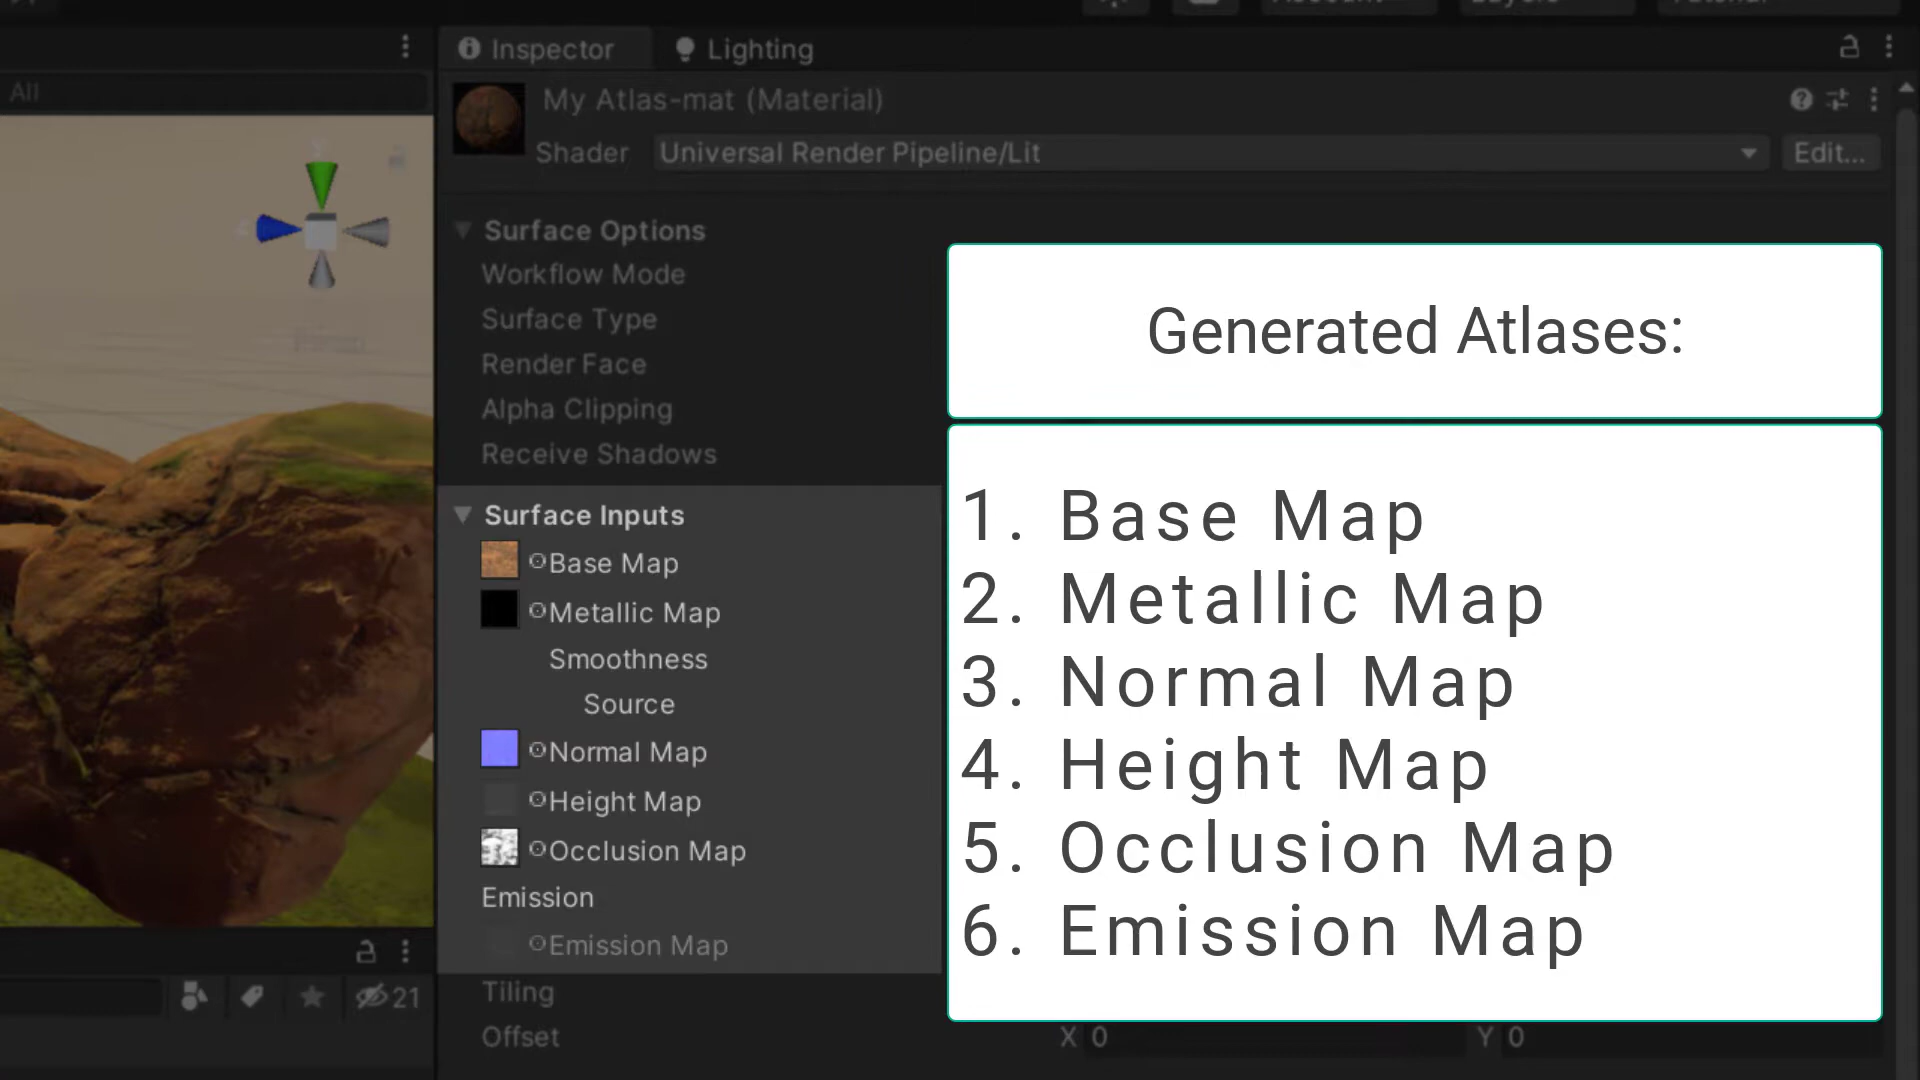 Inspector
Lighting
All
My Atlas-mat (Material)
Shader
Universal Render Pipeline/Lit
Edit...
Surface Options
Workflow Mode
Surface Type
Render Face
Alpha Clipping
Receive Shadows
Surface Inputs
Base Map
Metallic Map
Smoothness
Source
Normal Map
Height Map
Occlusion Map
Emission
Emission Map
Tiling
Offset
X 0
Y 0
21
Generated Atlases:
1. Base Map
2. Metallic Map
3. Normal Map
4. Height Map
5. Occlusion Map
6. Emission Map